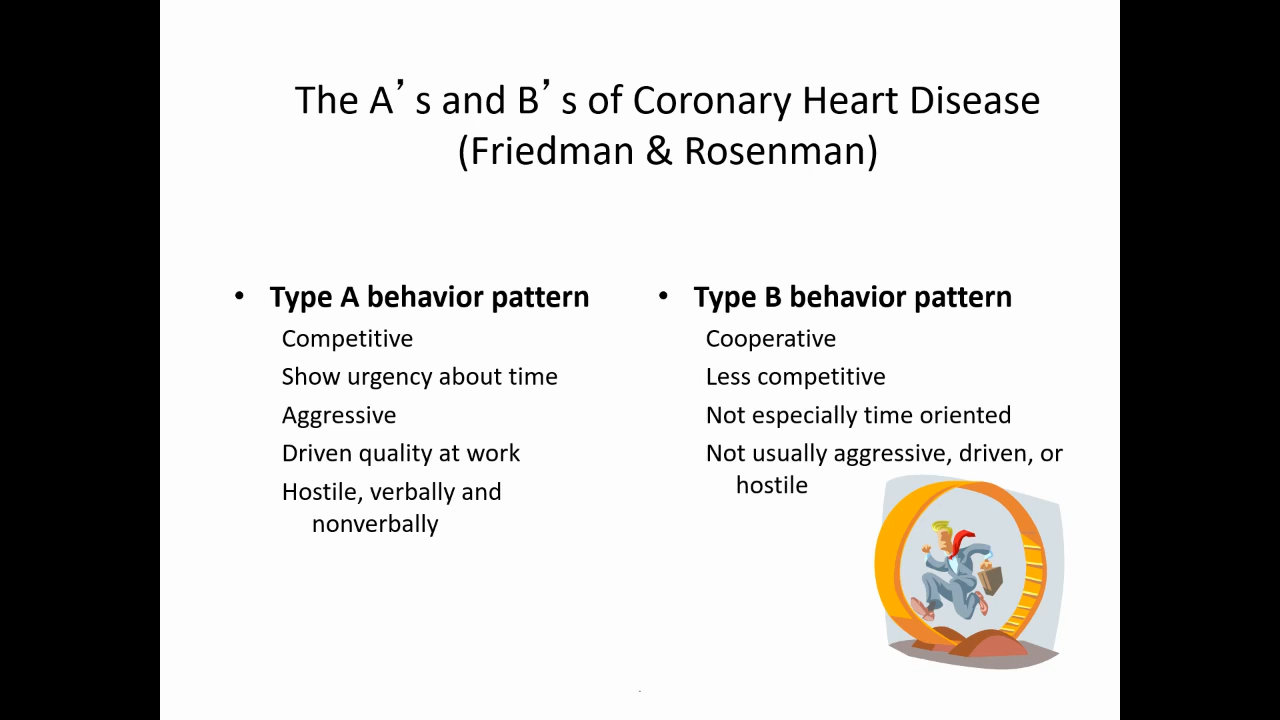 The A’s and B’s of Coronary Heart Disease
(Friedman & Rosenman)
• Type A behavior pattern
Competitive
Show urgency about time
Aggressive
Driven quality at work
Hostile, verbally and
nonverbally
• Type B behavior pattern
Cooperative
Less competitive
Not especially time oriented
Not usually aggressive, driven, or
hostile